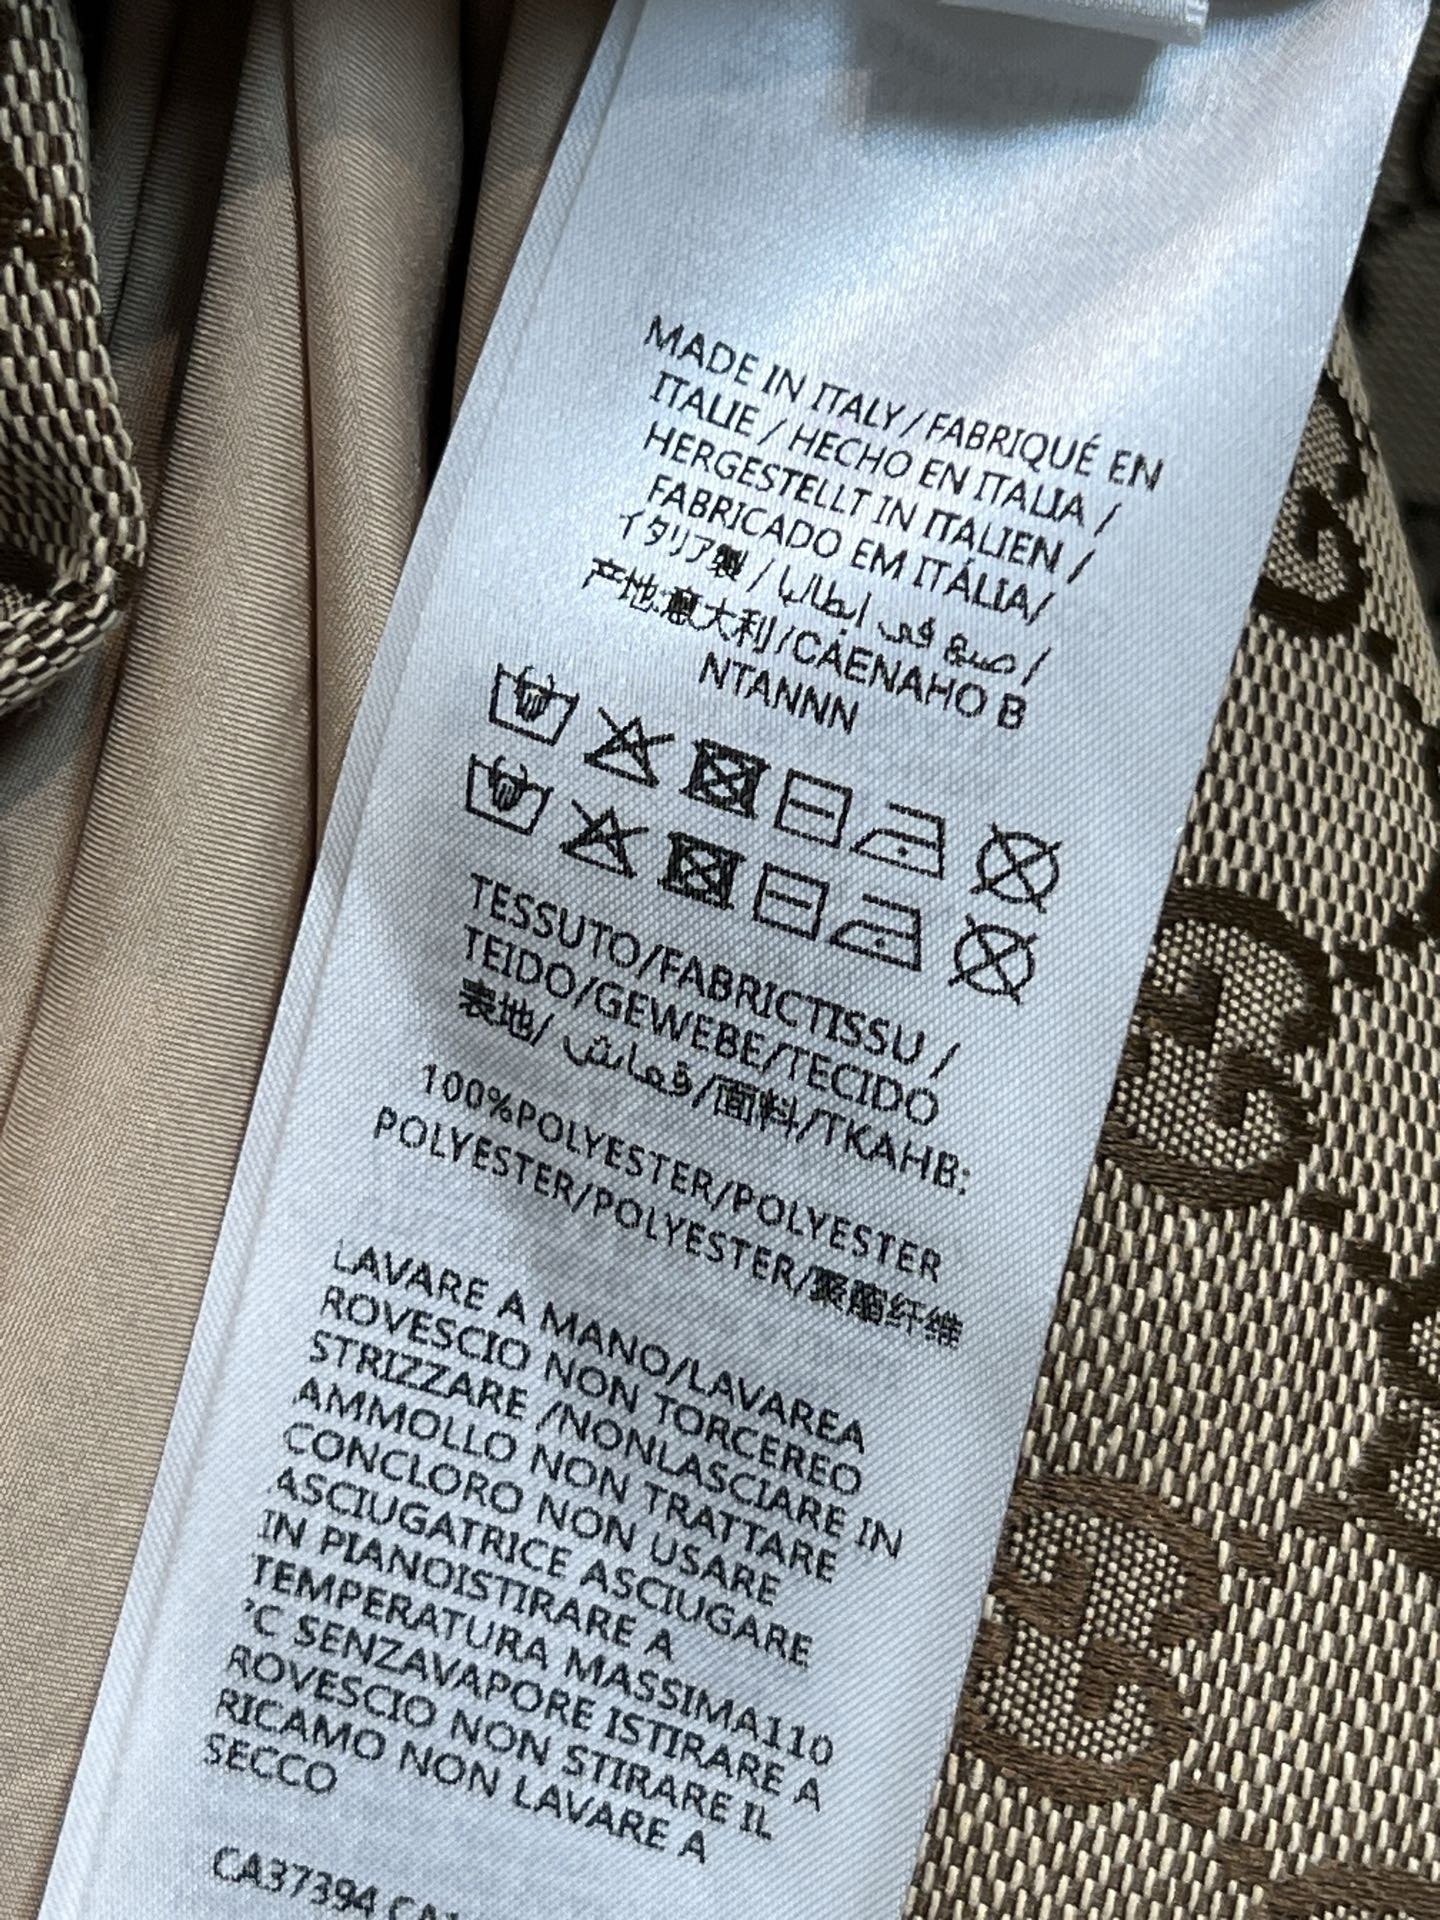 MADE IN ITALY / FABRIQUÉ EN
ITALIE / HECHO EN ITALIA /
HERGESTELLT IN ITALIEN /
FABRICADO EM ITÁLIA/
イタリア製 / صنع في ايطاليا /
产地:意大利/CÁENAHO B
NTANNN
TESSUTO/FABRICTISSU /
TEIDO/GEWEBE/TECIDO
表地/ قماش/面料/TKAHB:
100%POLYESTER/POLYESTER
POLYESTER/POLYESTER/聚酯纤维
LAVARE A MANO/LAVAREA
ROVESCIO NON TORCEREO
STRIZZARE /NONLASCIARE IN
AMMOLLO NON TRATTARE
CONCLORO NON USARE
ASCIUGATRICE ASCIUGARE
IN PIANOISTIRARE A
TEMPERATURA MASSIMA110
°C SENZAVAPORE ISTIRARE A
ROVESCIO NON STIRARE IL
RICAMO NON LAVARE A
SECCO
CA37394